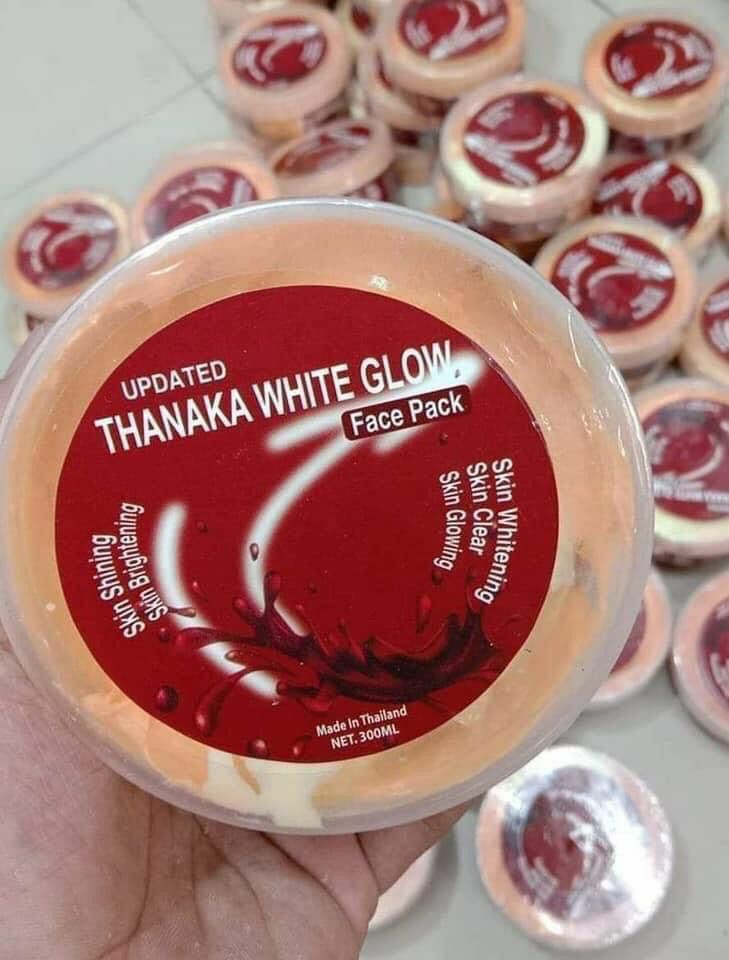 UPDATED
THANAKA WHITE GLOW
Face Pack
Skin Shining
Skin Brightening
Skin Whitening
Skin Clear
Skin Glowing
Made In Thailand
NET. 300ML